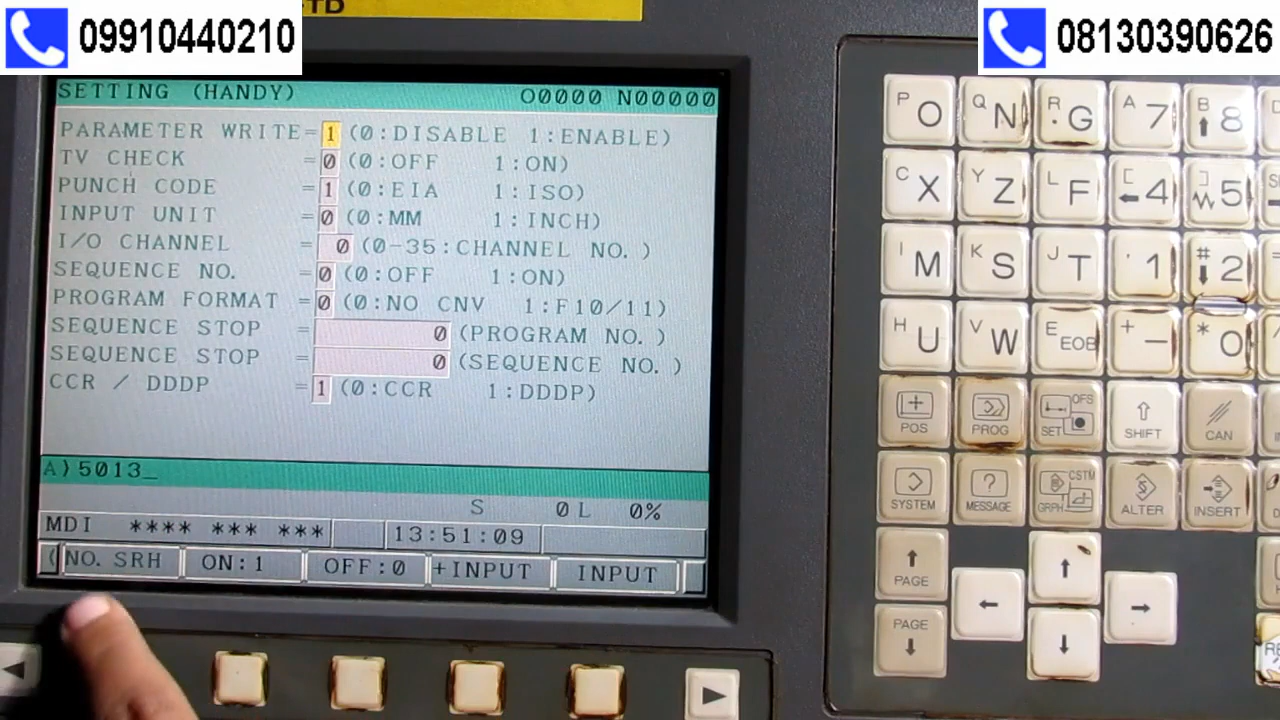 TD
09910440210
08130390626
SETTING (HANDY) O0000 N00000
PARAMETER WRITE=1 (0:DISABLE 1:ENABLE)
TV CHECK =0 (0:OFF 1:ON)
PUNCH CODE =1 (0:EIA 1:ISO)
INPUT UNIT =0 (0:MM 1:INCH)
I/O CHANNEL = 0 (0-35:CHANNEL NO.)
SEQUENCE NO. =0 (0:OFF 1:ON)
PROGRAM FORMAT =0 (0:NO CNV 1:F10/11)
SEQUENCE STOP = 0 (PROGRAM NO.)
SEQUENCE STOP = 0 (SEQUENCE NO.)
CCR / DDDP =1 (0:CCR 1:DDDP)
A)5013_
S 0 L 0%
MDI **** *** *** 13:51:09
(NO. SRH ON:1 OFF:0 +INPUT INPUT
P O Q N R . G A 7 B ↑ 8
C X Y Z L F [ ← 4 ] 5
I M K S J T , 1 # ↓ 2
H U V W E EOB + − * 0
POS PROG OFS SET SHIFT CAN
SYSTEM MESSAGE CSTM GRPH ALTER INSERT
↑ PAGE ↑
← →
PAGE ↓ ↓
RE